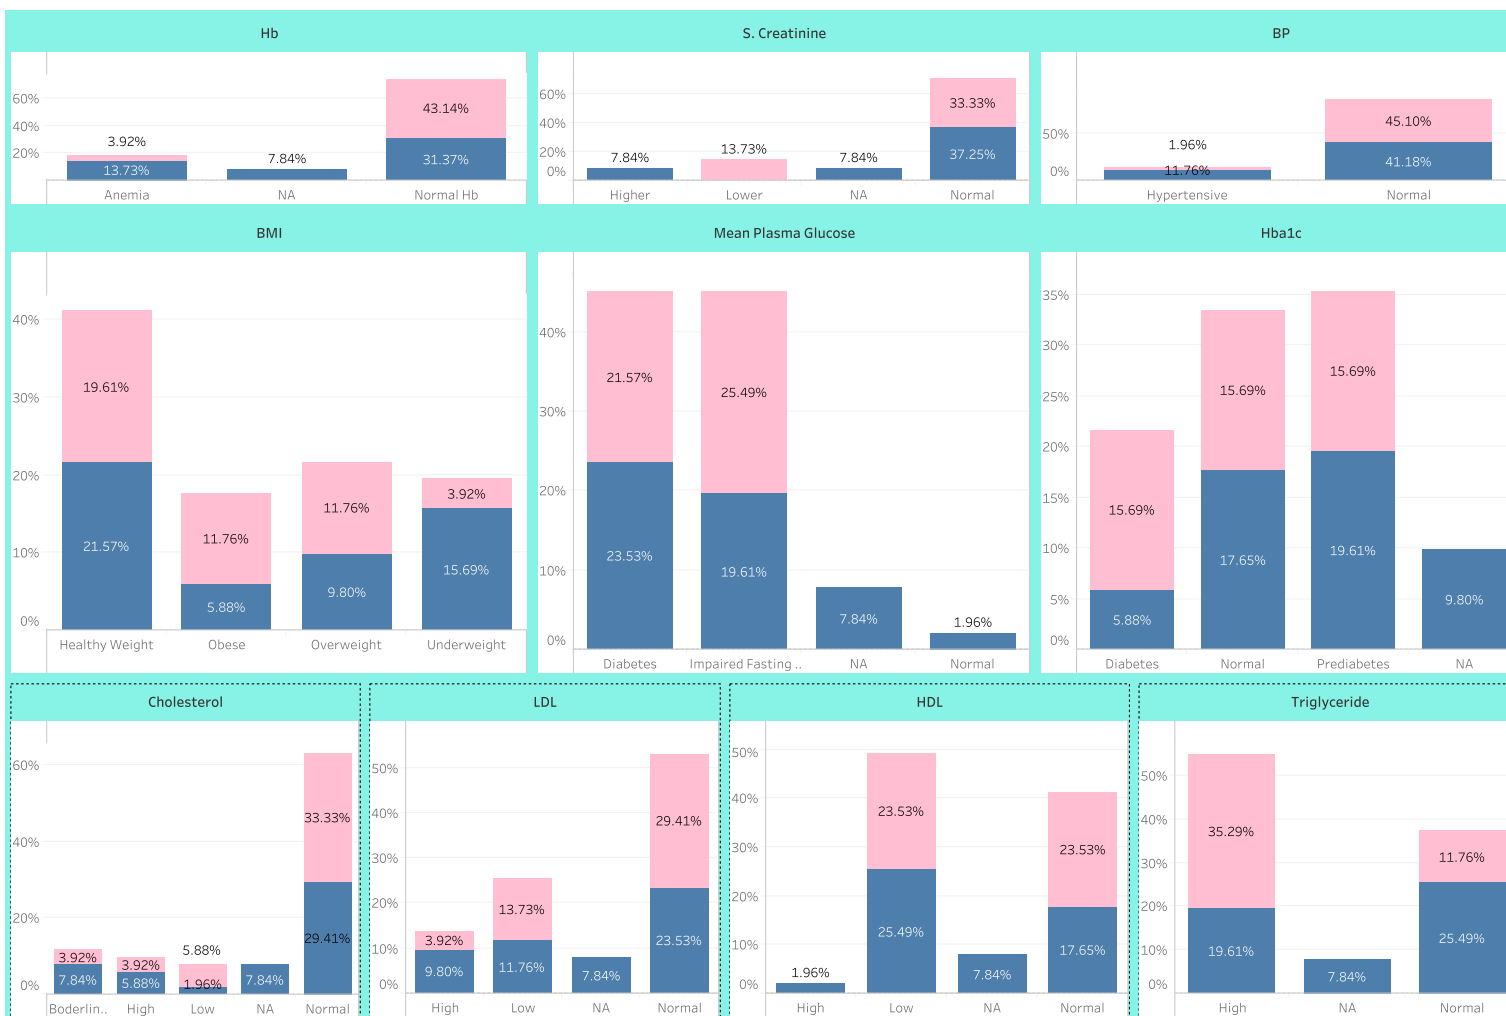 Hb
S. Creatinine
BP
60%
40%
20%
3.92%
13.73%
7.84%
43.14%
31.37%
Anemia
NA
Normal Hb
60%
40%
20%
0%
7.84%
13.73%
7.84%
33.33%
37.25%
Higher
Lower
NA
Normal
50%
0%
1.96%
11.76%
45.10%
41.18%
Hypertensive
Normal
BMI
Mean Plasma Glucose
Hba1c
40%
30%
20%
10%
0%
19.61%
21.57%
11.76%
5.88%
11.76%
9.80%
3.92%
15.69%
Healthy Weight
Obese
Overweight
Underweight
40%
30%
20%
10%
0%
21.57%
23.53%
25.49%
19.61%
7.84%
1.96%
Diabetes
Impaired Fasting ..
NA
Normal
35%
30%
25%
20%
15%
10%
5%
0%
15.69%
5.88%
15.69%
17.65%
15.69%
19.61%
9.80%
Diabetes
Normal
Prediabetes
NA
Cholesterol
LDL
HDL
Triglyceride
60%
40%
20%
0%
3.92%
7.84%
3.92%
5.88%
5.88%
1.96%
7.84%
33.33%
29.41%
Boderlin..
High
Low
NA
Normal
50%
40%
30%
20%
10%
0%
3.92%
9.80%
13.73%
11.76%
7.84%
29.41%
23.53%
High
Low
NA
Normal
50%
40%
30%
20%
10%
0%
1.96%
23.53%
25.49%
7.84%
23.53%
17.65%
High
Low
NA
Normal
50%
40%
30%
20%
10%
0%
35.29%
19.61%
7.84%
11.76%
25.49%
High
NA
Normal